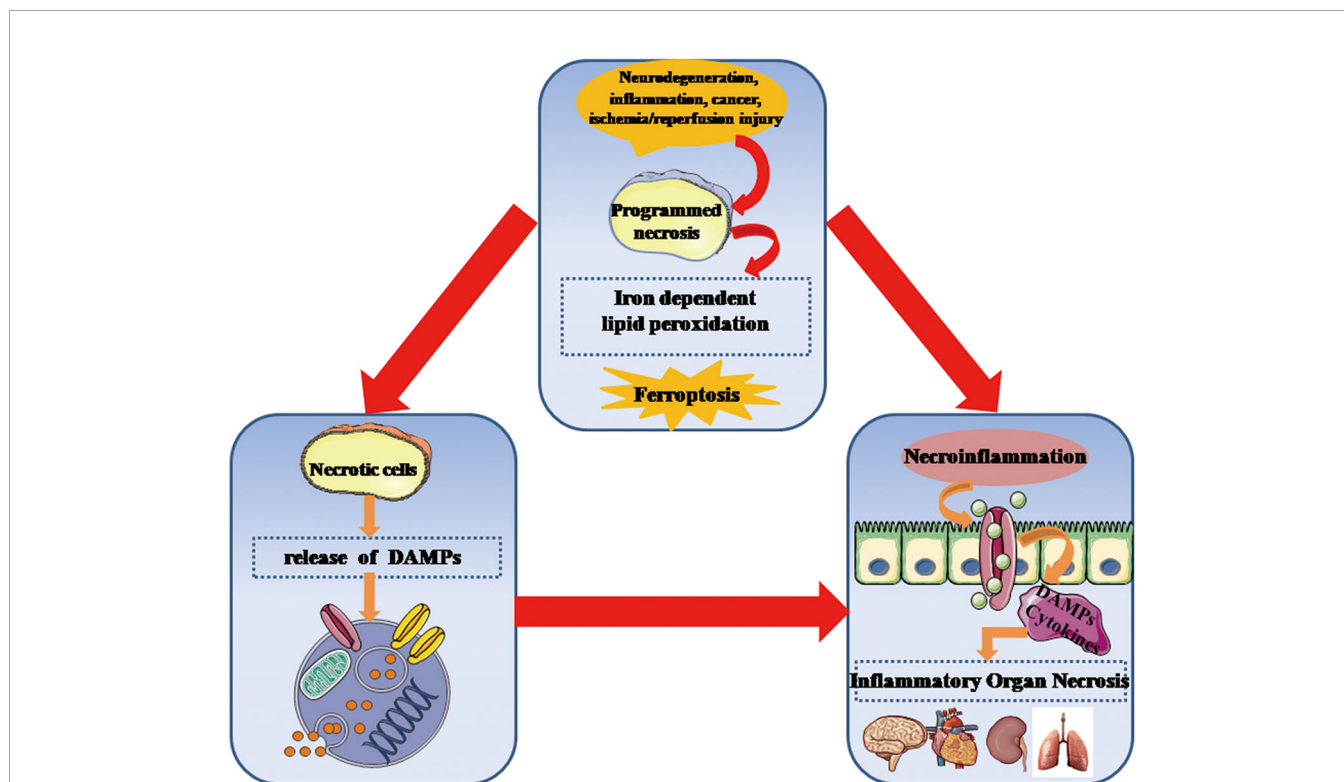 Neurodegeneration,
inflammation, cancer,
ischemia/reperfusion injury
Programmed
necrosis
Iron dependent
lipid peroxidation
Ferroptosis
Necrotic cells
release of DAMPs
Necroinflammation
DAMPs
Cytokines
Inflammatory Organ Necrosis